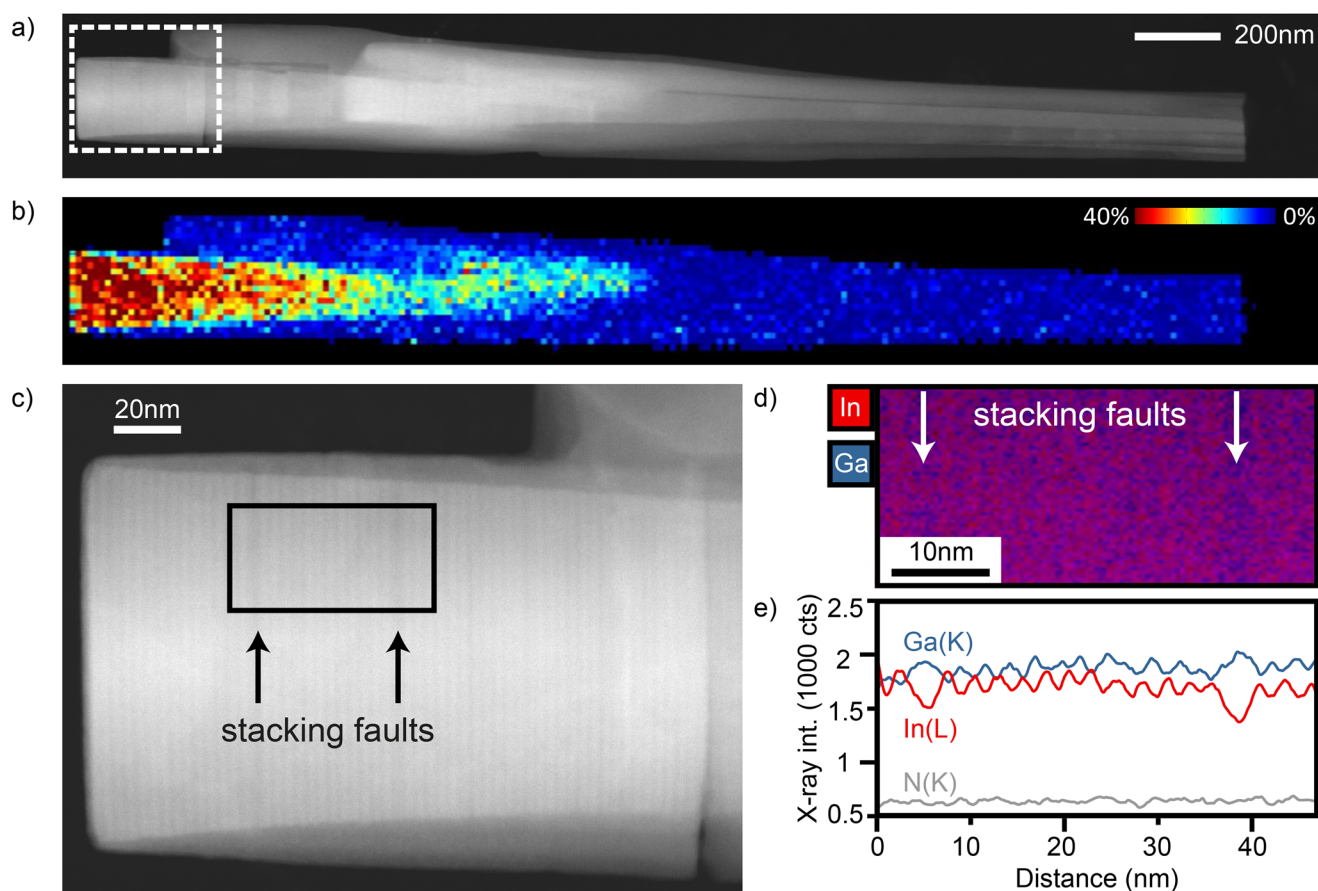 a)
200nm
b)
40%
0%
c)
20nm
stacking faults
d)
In
Ga
stacking faults
10nm
e)
X-ray int. (1000 cts)
2.5
2
1.5
1
0.5
Ga(K)
In(L)
N(K)
0
10
20
30
40
Distance (nm)